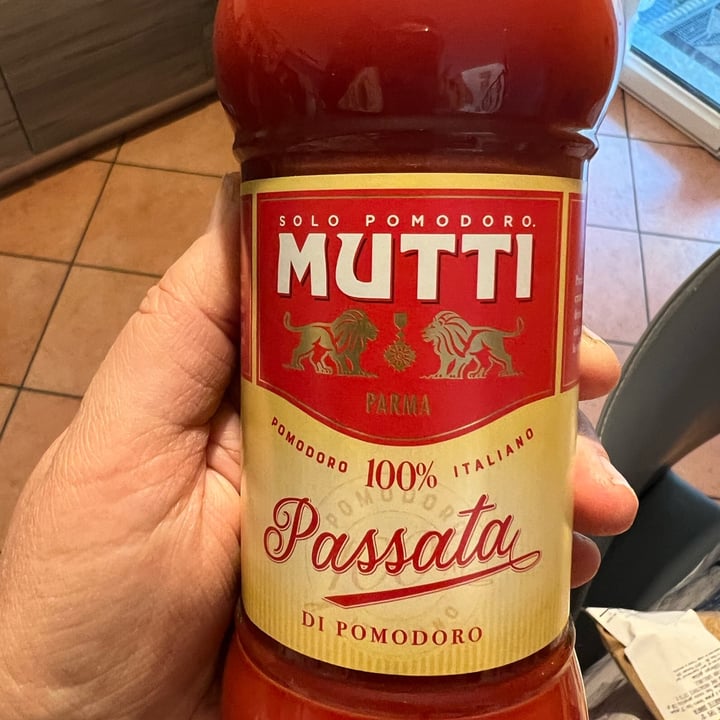 SOLO POMODORO.
MUTTI
PARMA
POMODORO 100% ITALIANO
Passata
DI POMODORO